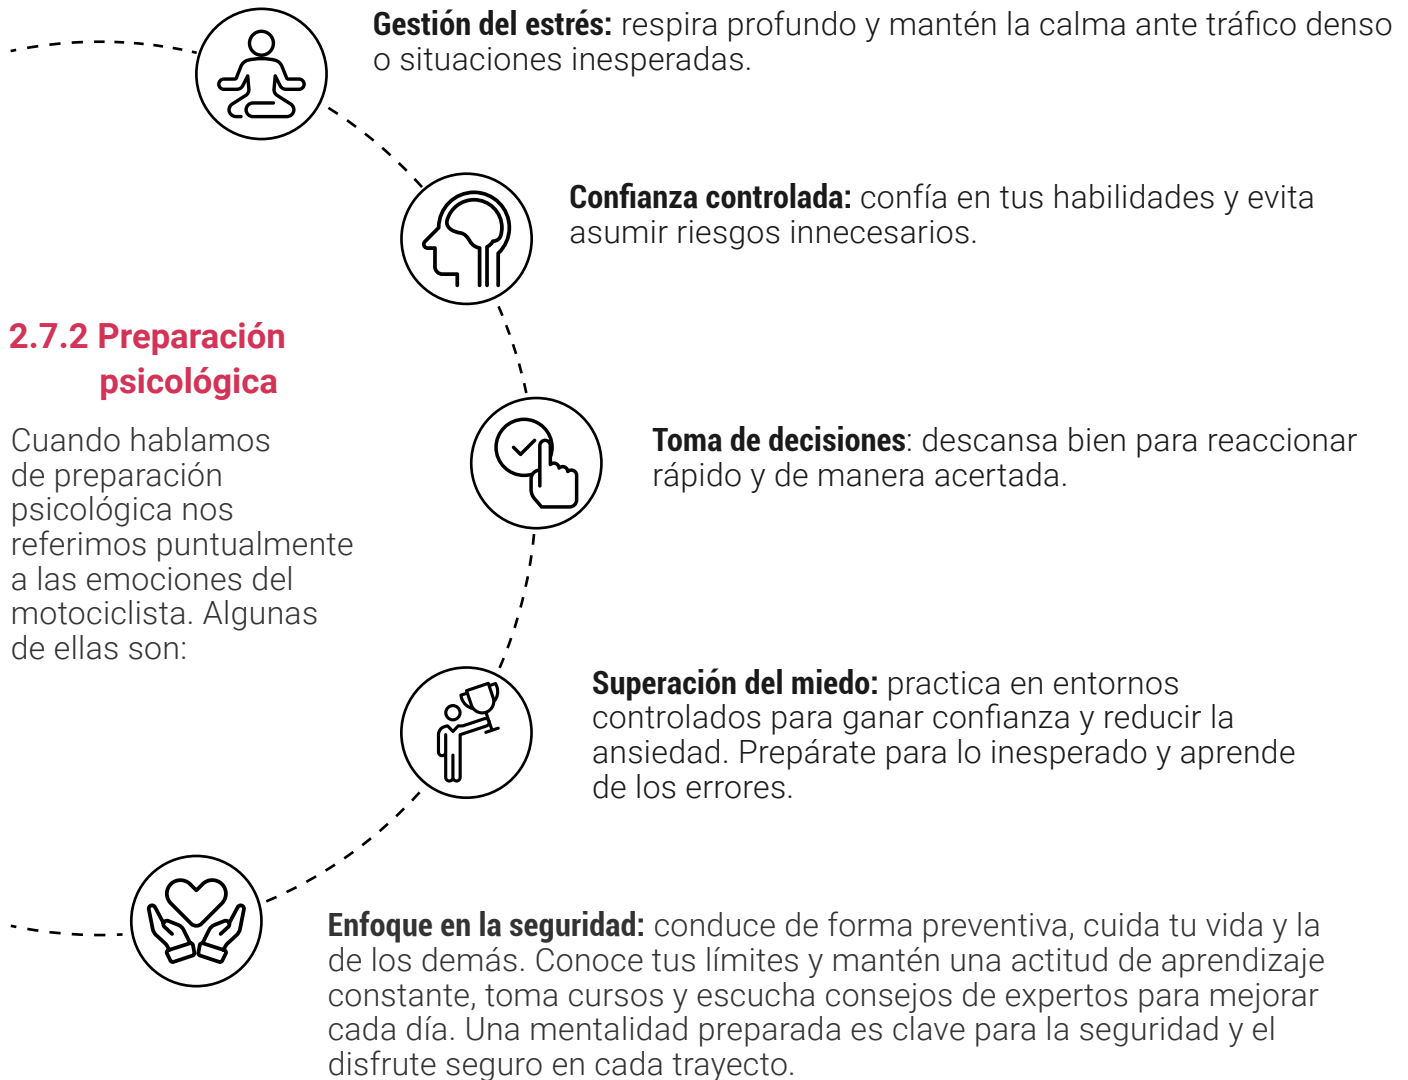 Gestión del estrés: respira profundo y mantén la calma ante tráfico denso
o situaciones inesperadas.
Confianza controlada: confía en tus habilidades y evita
asumir riesgos innecesarios.
2.7.2 Preparación
psicológica
Cuando hablamos
de preparación
psicológica nos
referimos puntualmente
a las emociones del
motociclista. Algunas
de ellas son:
Toma de decisiones: descansa bien para reaccionar
rápido y de manera acertada.
Superación del miedo: practica en entornos
controlados para ganar confianza y reducir la
ansiedad. Prepárate para lo inesperado y aprende
de los errores.
Enfoque en la seguridad: conduce de forma preventiva, cuida tu vida y la
de los demás. Conoce tus límites y mantén una actitud de aprendizaje
constante, toma cursos y escucha consejos de expertos para mejorar
cada día. Una mentalidad preparada es clave para la seguridad y el
disfrute seguro en cada trayecto.